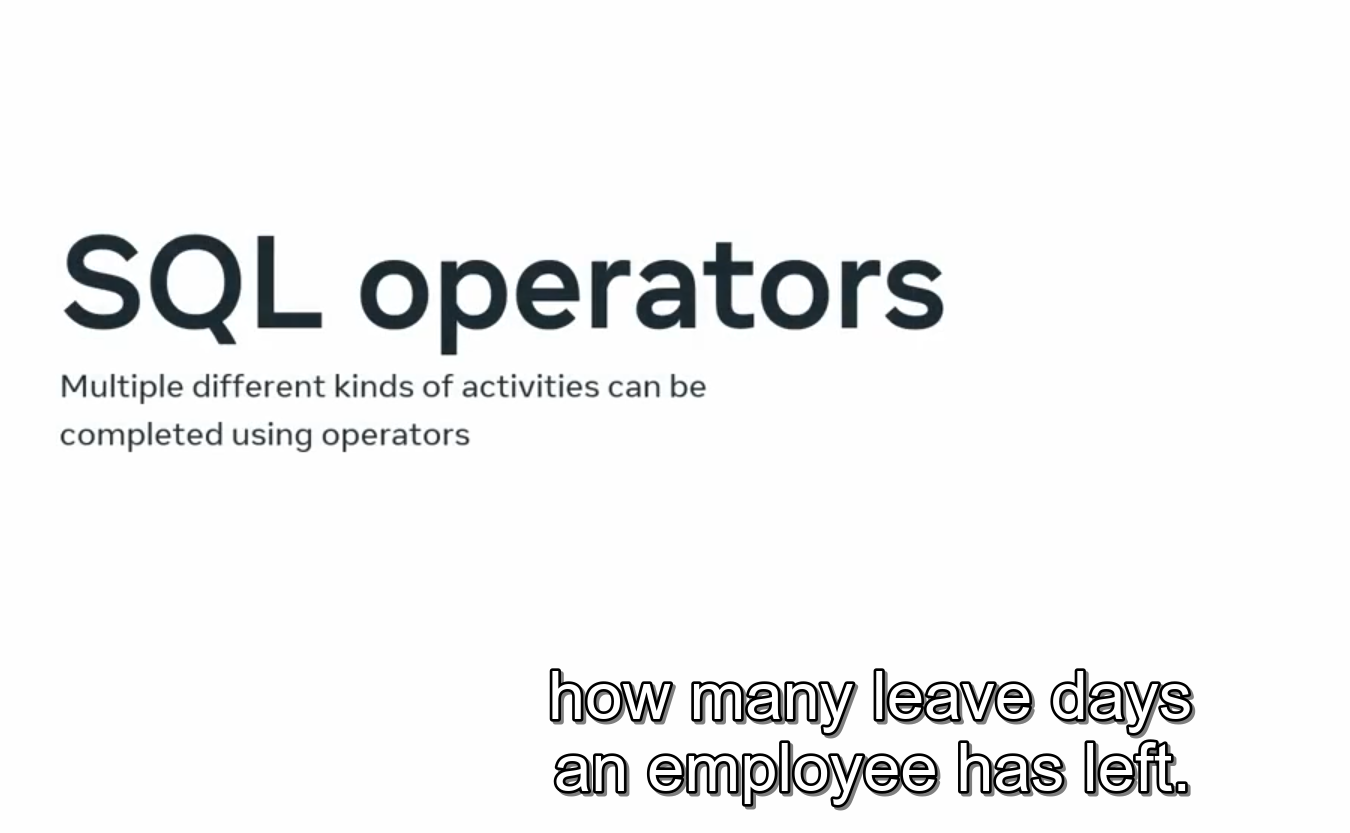 SQL operators
Multiple different kinds of activities can be
completed using operators
how many leave days
an employee has left.